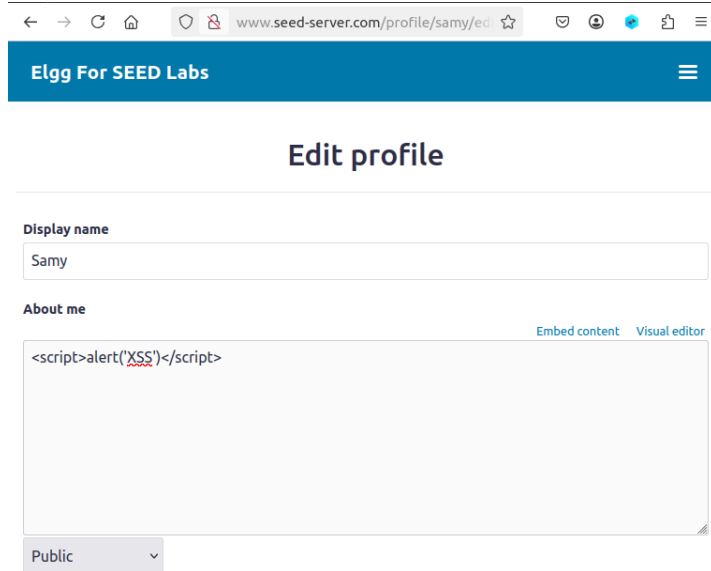 www.seed-server.com/profile/samy/ed
Elgg For SEED Labs
Edit profile
Display name
Samy
About me
Embed content Visual editor
<script>alert('XSS')</script>
Public